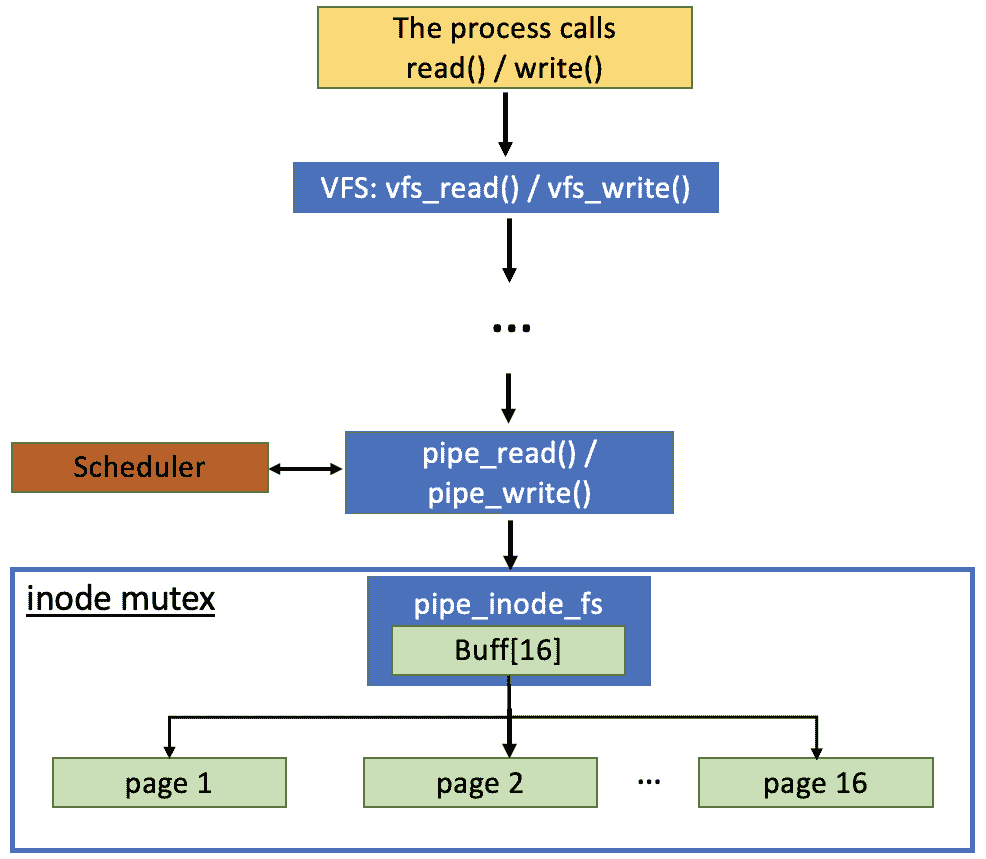 The process calls
read() / write()
VFS: vfs_read() / vfs_write()
...
Scheduler
pipe_read() /
pipe_write()
inode mutex
pipe_inode_fs
Buff[16]
page 1
page 2
...
page 16